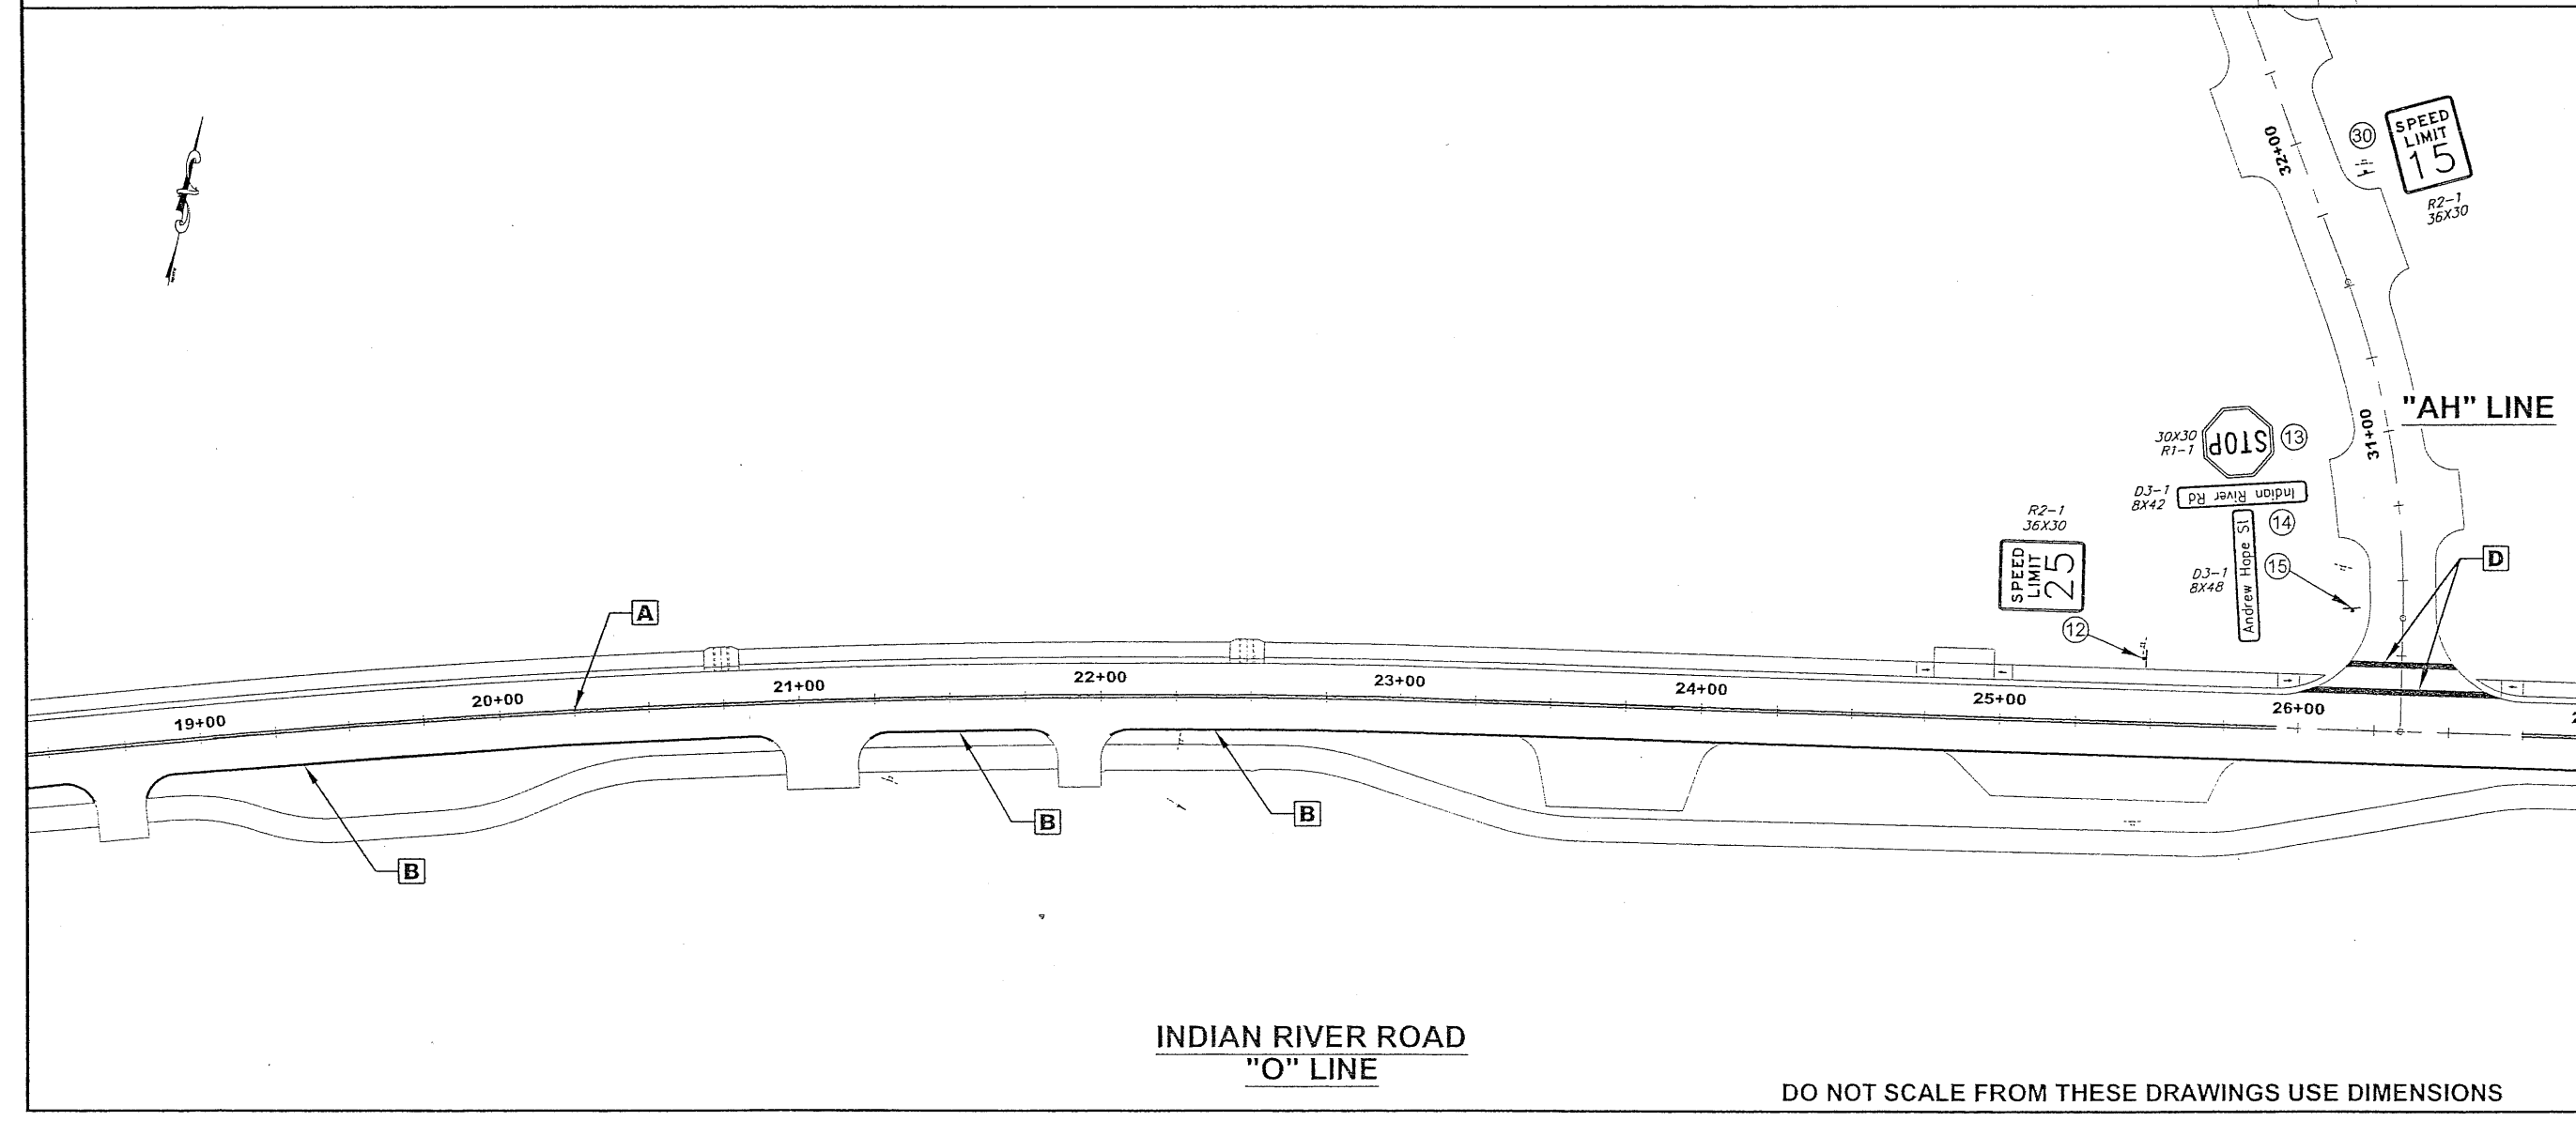 32+00
30
SPEED
LIMIT
15
R2-1
36X30
"AH" LINE
31+00
30X30
R1-1
STOP
13
D3-1
8X42
Indian River Rd
14
R2-1
36X30
SPEED
LIMIT
25
12
D3-1
8X48
Andrew Hope St
15
D
A
19+00
20+00
21+00
22+00
23+00
24+00
25+00
26+00
B
B
B
INDIAN RIVER ROAD
"O" LINE
DO NOT SCALE FROM THESE DRAWINGS USE DIMENSIONS